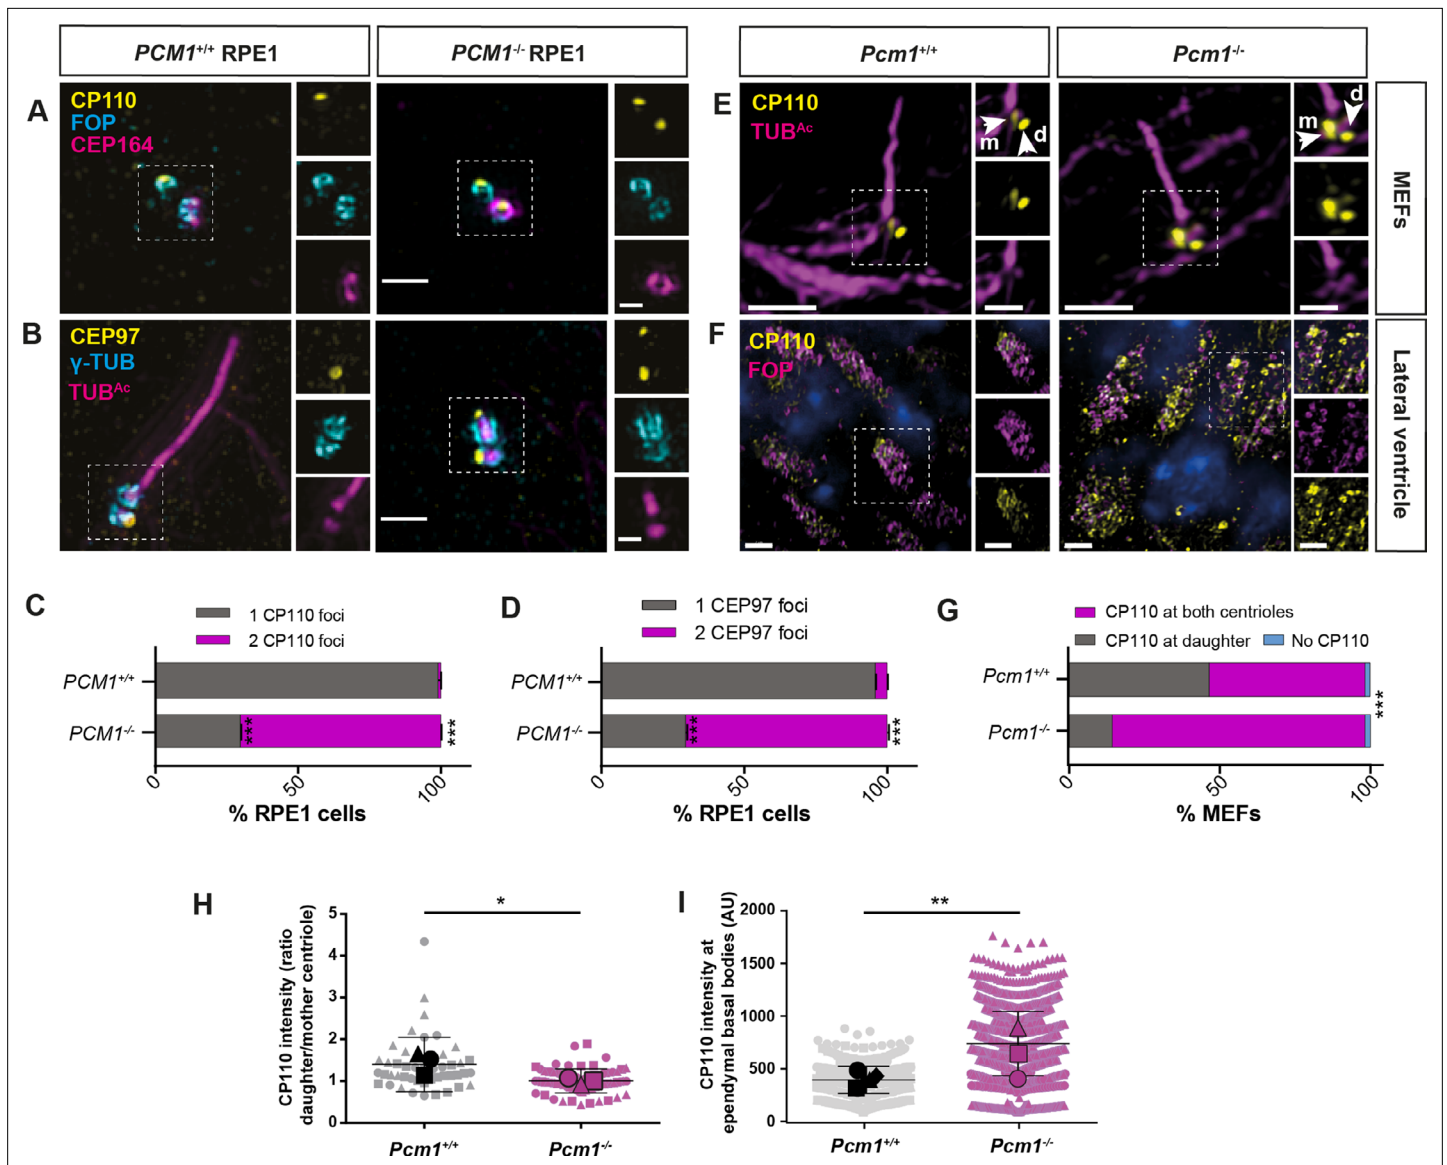 PCM1+/+ RPE1
PCM1-/- RPE1
Pcm1+/+
Pcm1-/-
A
CP110
FOP
CEP164
E
CP110
TUBAc
m
d
m
d
MEFs
B
CEP97
γ-TUB
TUBAc
F
CP110
FOP
Lateral ventricle
C
1 CP110 foci
2 CP110 foci
PCM1+/+
PCM1-/-
***
***
0
50
100
% RPE1 cells
D
1 CEP97 foci
2 CEP97 foci
PCM1+/+
PCM1-/-
***
***
0
50
100
% RPE1 cells
G
CP110 at both centrioles
CP110 at daughter
No CP110
Pcm1+/+
Pcm1-/-
***
0
50
100
% MEFs
H
CP110 intensity (ratio
daughter/mother centriole)
5
4
3
2
1
0
*
Pcm1+/+
Pcm1-/-
I
CP110 intensity at
ependymal basal bodies (AU)
2000
1500
1000
500
0
**
Pcm1+/+
Pcm1-/-